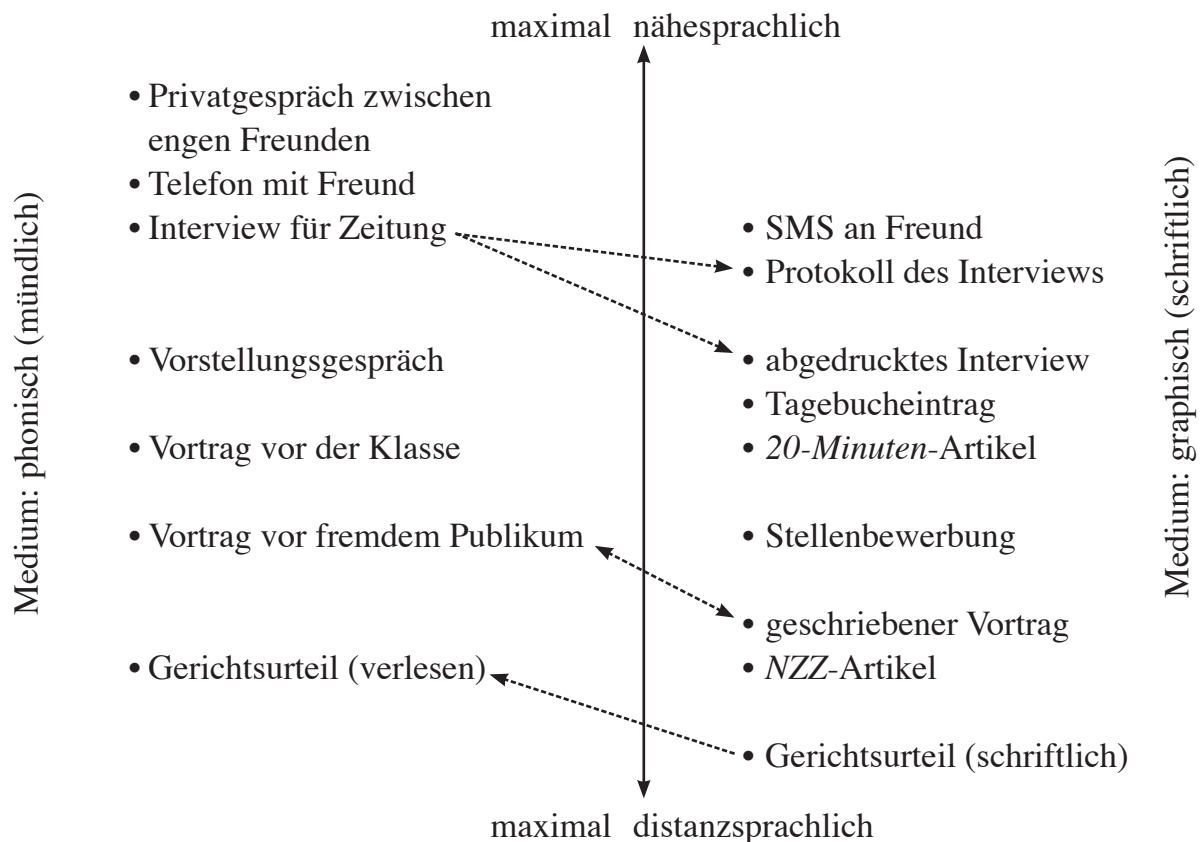 maximal nähesprachlich
• Privatgespräch zwischen
engen Freunden
• Telefon mit Freund
• Interview für Zeitung
• Vorstellungsgespräch
• Vortrag vor der Klasse
• Vortrag vor fremdem Publikum
• Gerichtsurteil (verlesen)
Medium: phonisch (mündlich)
• SMS an Freund
• Protokoll des Interviews
• abgedrucktes Interview
• Tagebucheintrag
• 20-Minuten-Artikel
• Stellenbewerbung
• geschriebener Vortrag
• NZZ-Artikel
• Gerichtsurteil (schriftlich)
Medium: graphisch (schriftlich)
maximal distanzsprachlich